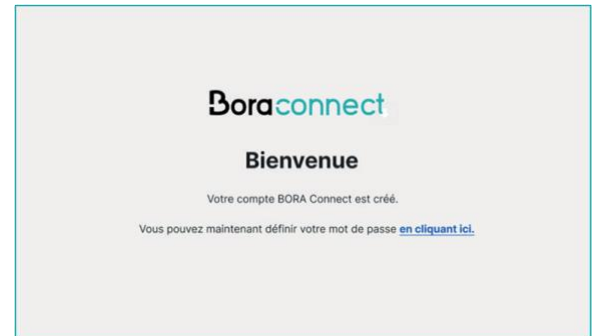 Boraconnect
Bienvenue
Votre compte BORA Connect est créé.
Vous pouvez maintenant définir votre mot de passe en cliquant ici.